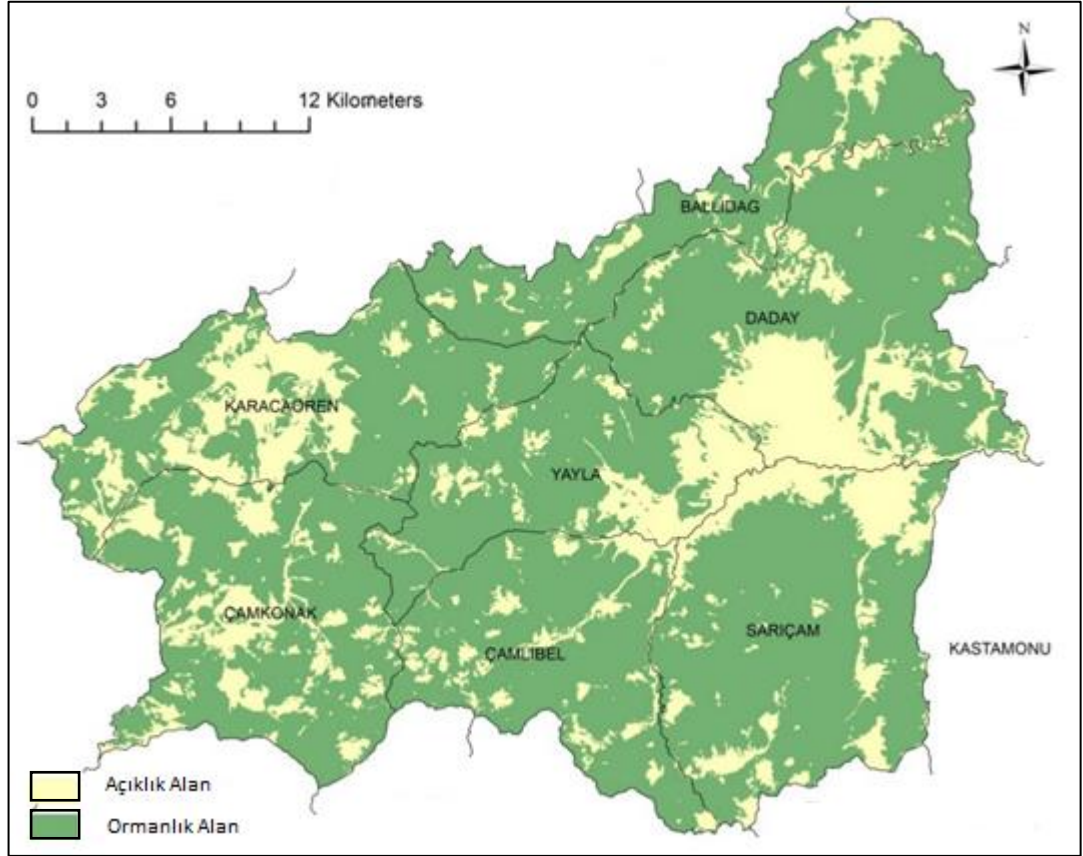 N
0 3 6 12 Kilometers
BALLIDAG
DADAY
KARACAÖREN
YAYLA
ÇAMKONAK
ÇAMLIBEL
SARIÇAM
KASTAMONU
Açıklık Alan
Ormanlık Alan